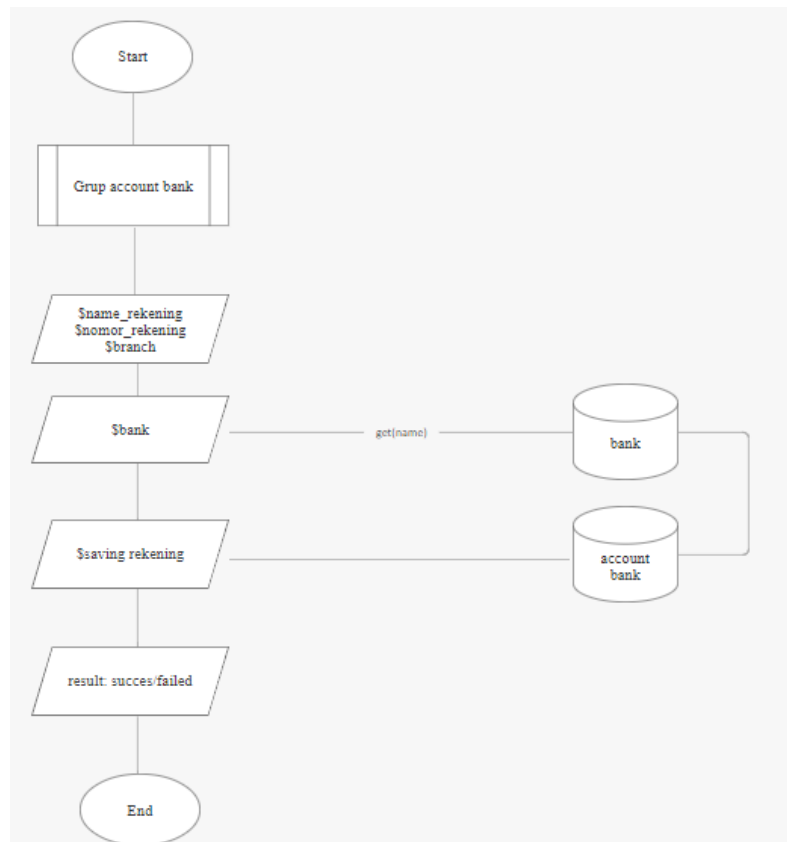 Start
Grup account bank
$name_rekening
$nomor_rekening
$branch
$bank
get(name)
bank
$saving rekening
account
bank
result: succes/failed
End